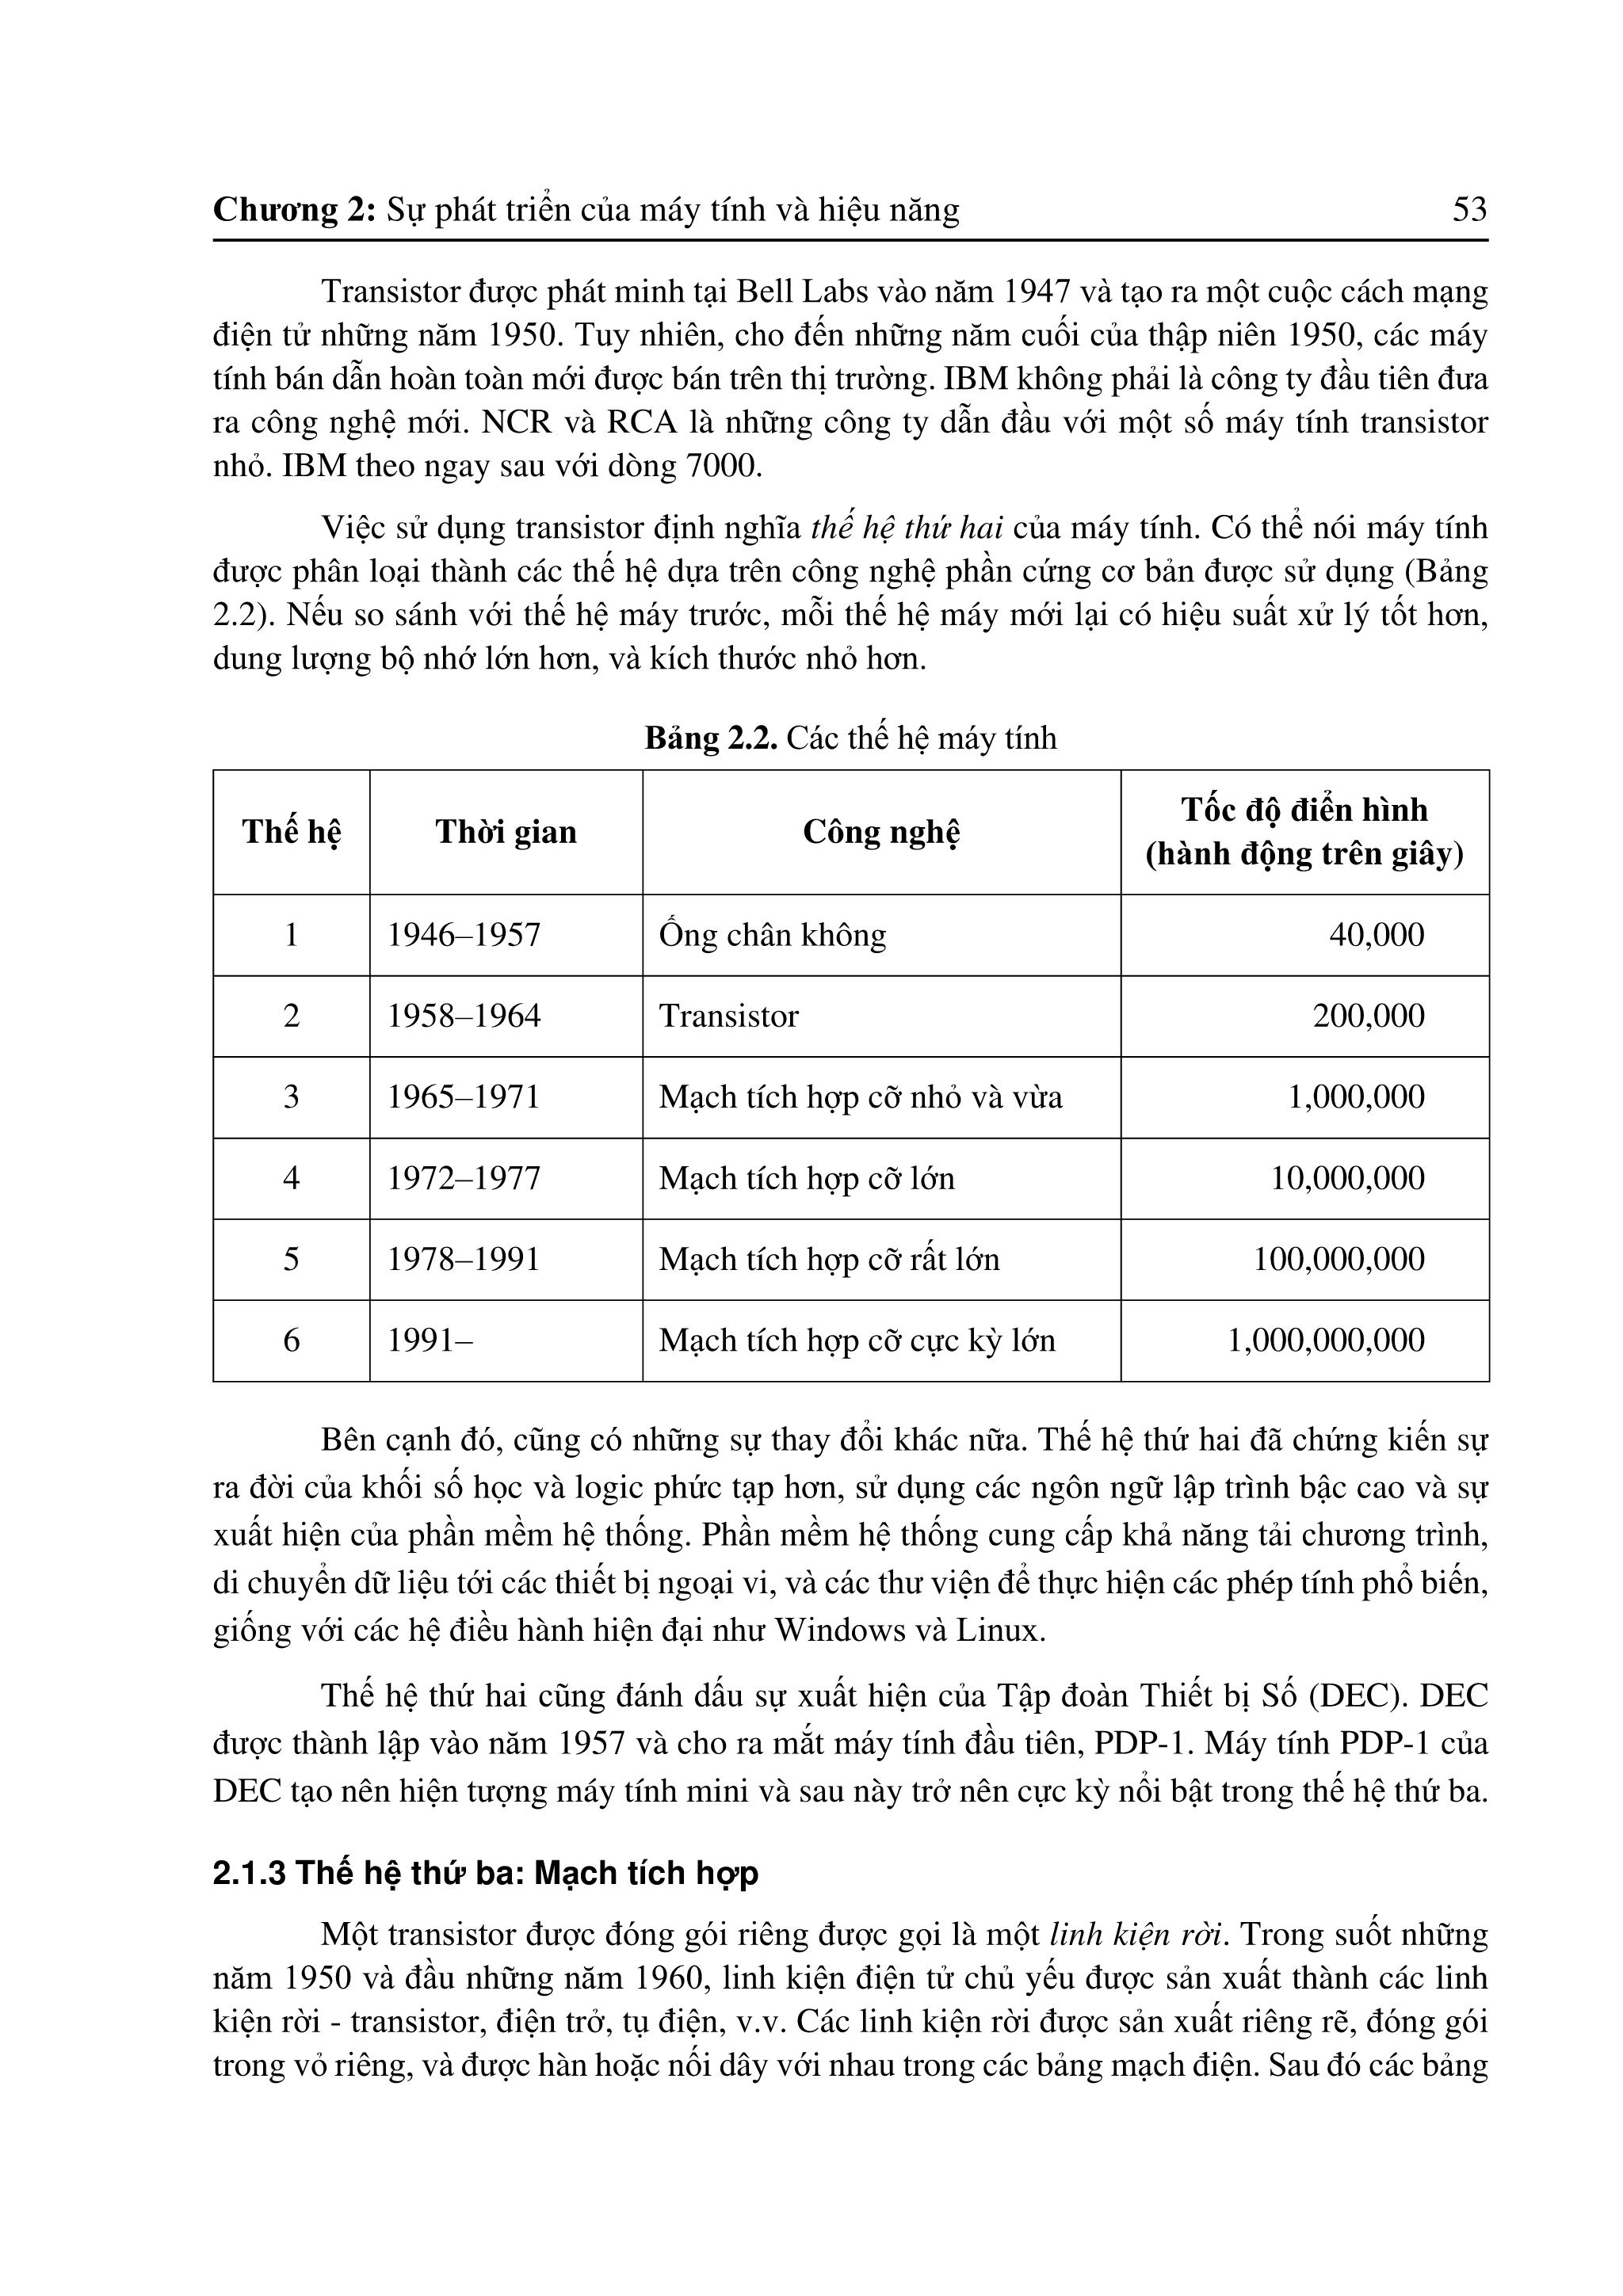 Chương 2: Sự phát triển của máy tính và hiệu năng 53
Transistor được phát minh tại Bell Labs vào năm 1947 và tạo ra một cuộc cách mạng
điện tử những năm 1950. Tuy nhiên, cho đến những năm cuối của thập niên 1950, các máy
tính bán dẫn hoàn toàn mới được bán trên thị trường. IBM không phải là công ty đầu tiên đưa
ra công nghệ mới. NCR và RCA là những công ty dẫn đầu với một số máy tính transistor
nhỏ. IBM theo ngay sau với dòng 7000.
Việc sử dụng transistor định nghĩa thế hệ thứ hai của máy tính. Có thể nói máy tính
được phân loại thành các thế hệ dựa trên công nghệ phần cứng cơ bản được sử dụng (Bảng
2.2). Nếu so sánh với thế hệ máy trước, mỗi thế hệ máy mới lại có hiệu suất xử lý tốt hơn,
dung lượng bộ nhớ lớn hơn, và kích thước nhỏ hơn.
Bảng 2.2. Các thế hệ máy tính
Thế hệ Thời gian Công nghệ Tốc độ điển hình
(hành động trên giây)
1 1946–1957 Ống chân không 40,000
2 1958–1964 Transistor 200,000
3 1965–1971 Mạch tích hợp cỡ nhỏ và vừa 1,000,000
4 1972–1977 Mạch tích hợp cỡ lớn 10,000,000
5 1978–1991 Mạch tích hợp cỡ rất lớn 100,000,000
6 1991– Mạch tích hợp cỡ cực kỳ lớn 1,000,000,000
Bên cạnh đó, cũng có những sự thay đổi khác nữa. Thế hệ thứ hai đã chứng kiến sự
ra đời của khối số học và logic phức tạp hơn, sử dụng các ngôn ngữ lập trình bậc cao và sự
xuất hiện của phần mềm hệ thống. Phần mềm hệ thống cung cấp khả năng tải chương trình,
di chuyển dữ liệu tới các thiết bị ngoại vi, và các thư viện để thực hiện các phép tính phổ biến,
giống với các hệ điều hành hiện đại như Windows và Linux.
Thế hệ thứ hai cũng đánh dấu sự xuất hiện của Tập đoàn Thiết bị Số (DEC). DEC
được thành lập vào năm 1957 và cho ra mắt máy tính đầu tiên, PDP-1. Máy tính PDP-1 của
DEC tạo nên hiện tượng máy tính mini và sau này trở nên cực kỳ nổi bật trong thế hệ thứ ba.
2.1.3 Thế hệ thứ ba: Mạch tích hợp
Một transistor được đóng gói riêng được gọi là một linh kiện rời. Trong suốt những
năm 1950 và đầu những năm 1960, linh kiện điện tử chủ yếu được sản xuất thành các linh
kiện rời - transistor, điện trở, tụ điện, v.v. Các linh kiện rời được sản xuất riêng rẽ, đóng gói
trong vỏ riêng, và được hàn hoặc nối dây với nhau trong các bảng mạch điện. Sau đó các bảng